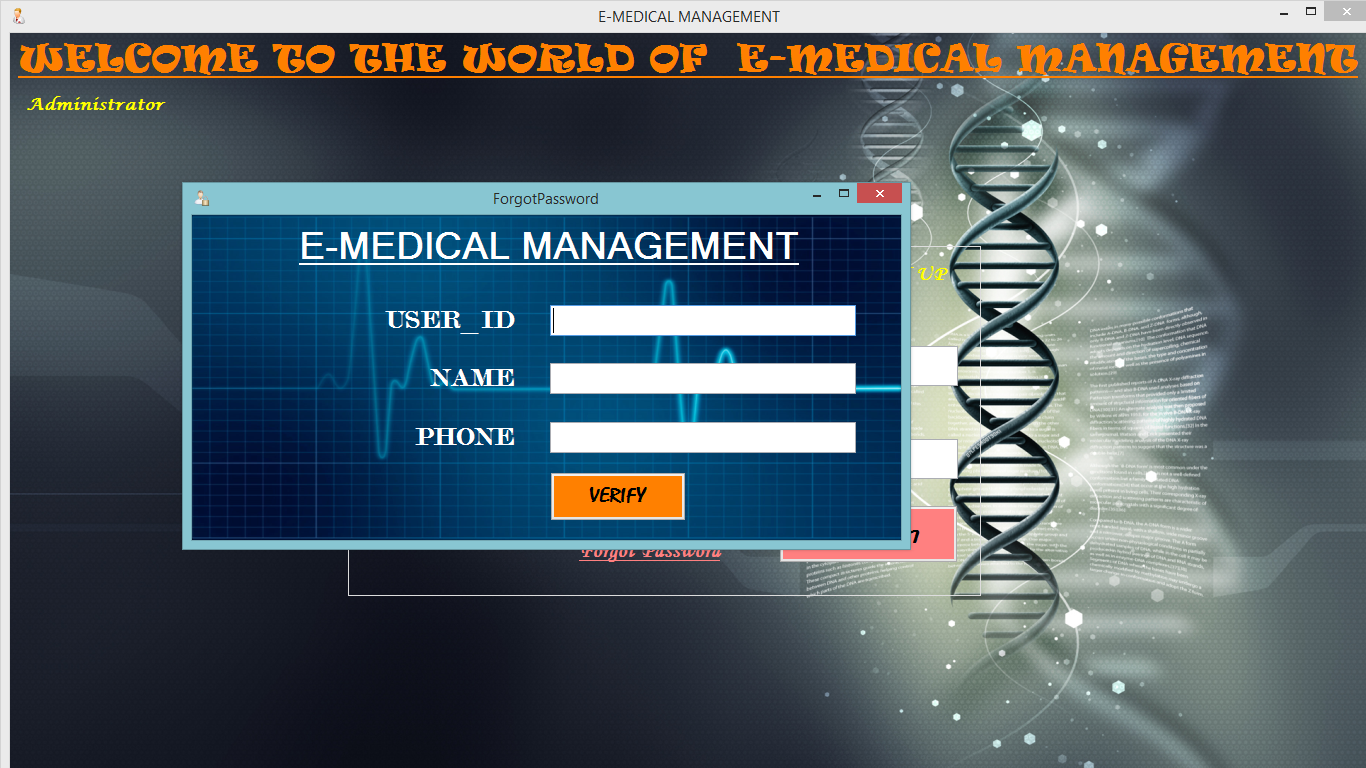 E-MEDICAL MANAGEMENT
WELCOME TO THE WORLD OF E-MEDICAL MANAGEMENT
Administrator
ForgotPassword
E-MEDICAL MANAGEMENT
UP
USER_ID
NAME
PHONE
VERIFY
Forgot Password